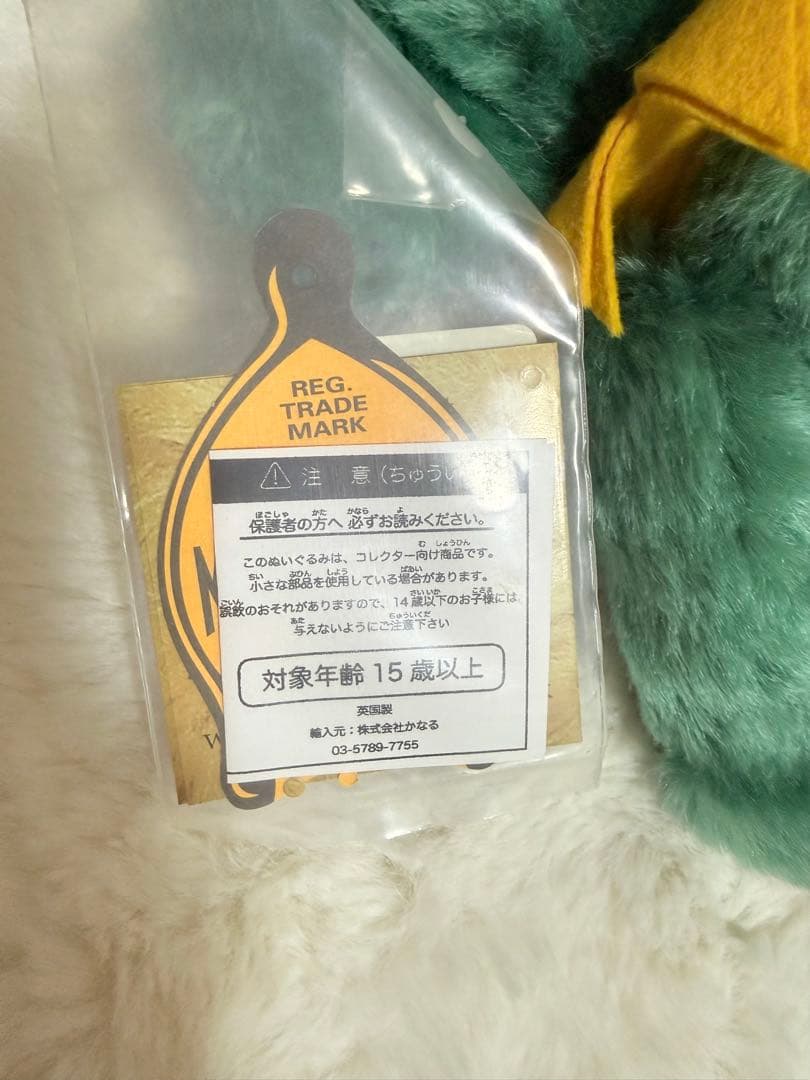 REG.
TRADE
MARK
⚠ 注 意（ちゅうい
保護者の方へ 必ずお読みください。
このぬいぐるみは、コレクター向け商品です。
小さな部品を使用している場合があります。
誤飲のおそれがありますので、14歳以下のお子様には
与えないようにご注意下さい
対象年齢 15 歳以上
英国製
輸入元：株式会社かなる
03-5789-7755